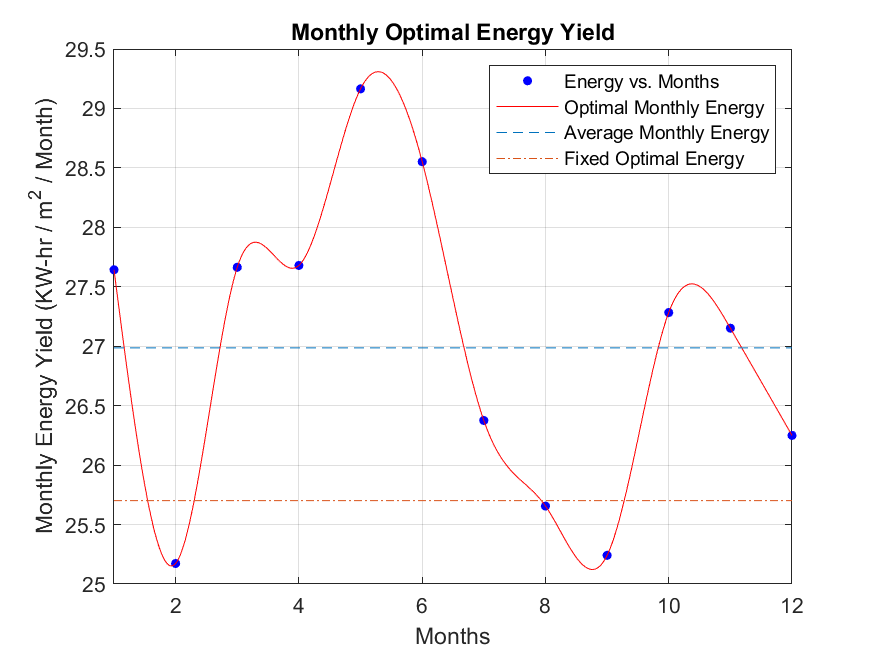 Monthly Optimal Energy Yield
Monthly Energy Yield (KW-hr / m² / Month)
29.5
29
28.5
28
27.5
27
26.5
26
25.5
25
Energy vs. Months
Optimal Monthly Energy
Average Monthly Energy
Fixed Optimal Energy
2 4 6 8 10 12
Months